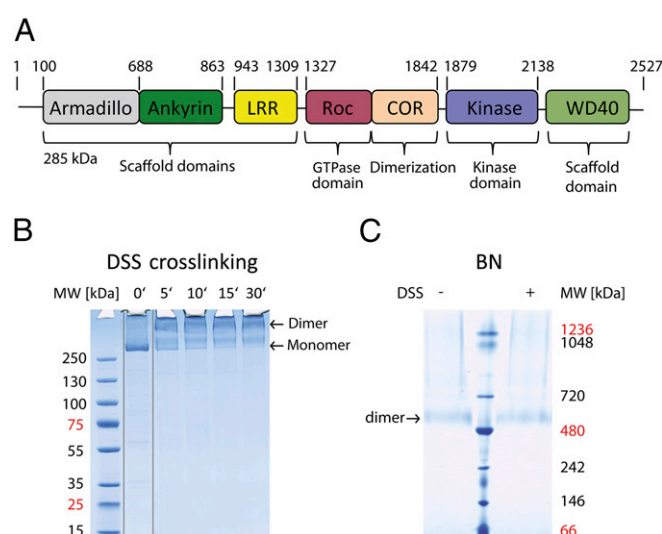 A
1 100 688 863 943 1309 1327 1842 1879 2138 2527
Armadillo Ankyrin LRR Roc COR Kinase WD40
285 kDa Scaffold domains
GTPase domain
Dimerization
Kinase domain
Scaffold domain
B
DSS crosslinking
MW [kDa] 0‘ 5‘ 10‘ 15‘ 30‘
← Dimer
← Monomer
250
130
100
75
55
35
25
15
C
BN
DSS - + MW [kDa]
1236
1048
720
dimer→
480
242
146
66